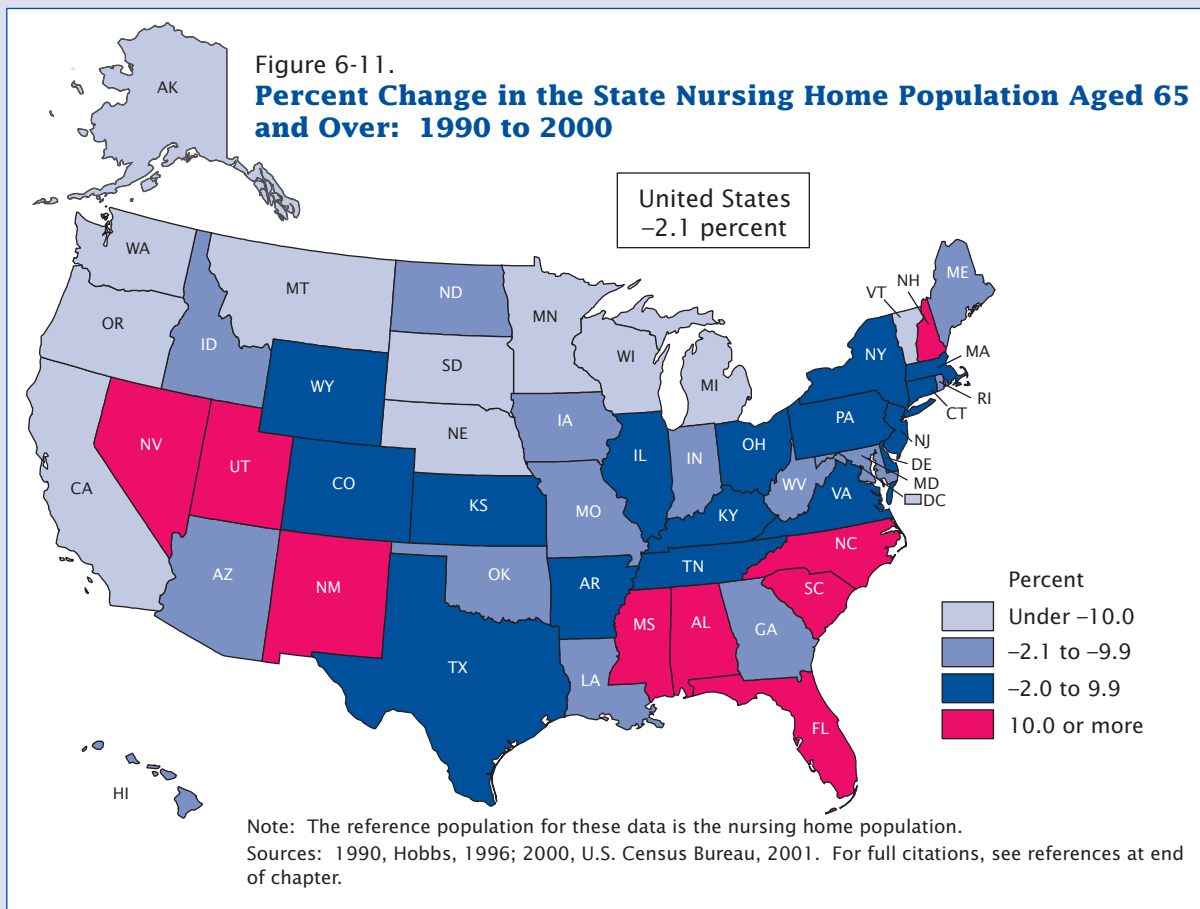 Figure 6-11.
Percent Change in the State Nursing Home Population Aged 65
and Over: 1990 to 2000
United States
–2.1 percent
AK
WA
MT
ND
MN
OR
ID
WY
SD
WI
MI
NE
IA
NV
UT
CO
KS
CA
AZ
NM
OK
TX
MO
AR
LA
IL
IN
OH
KY
TN
WV
VA
NC
SC
MS
AL
GA
FL
PA
NY
VT
NH
ME
MA
RI
CT
NJ
DE
MD
DC
HI
Percent
Under –10.0
–2.1 to –9.9
–2.0 to 9.9
10.0 or more
Note: The reference population for these data is the nursing home population.
Sources: 1990, Hobbs, 1996; 2000, U.S. Census Bureau, 2001. For full citations, see references at end
of chapter.